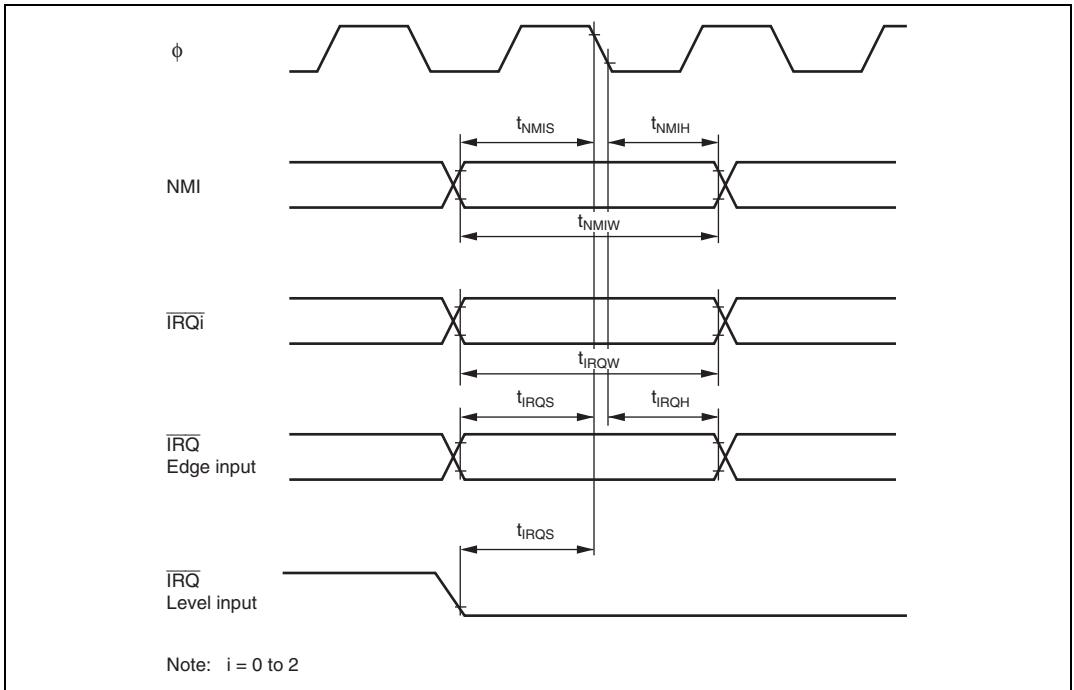 ϕ
tNMIS tNMIH
NMI
tNMIW
IRQi
tIRQW
tIRQS tIRQH
IRQ
Edge input
tIRQS
IRQ
Level input
Note: i = 0 to 2